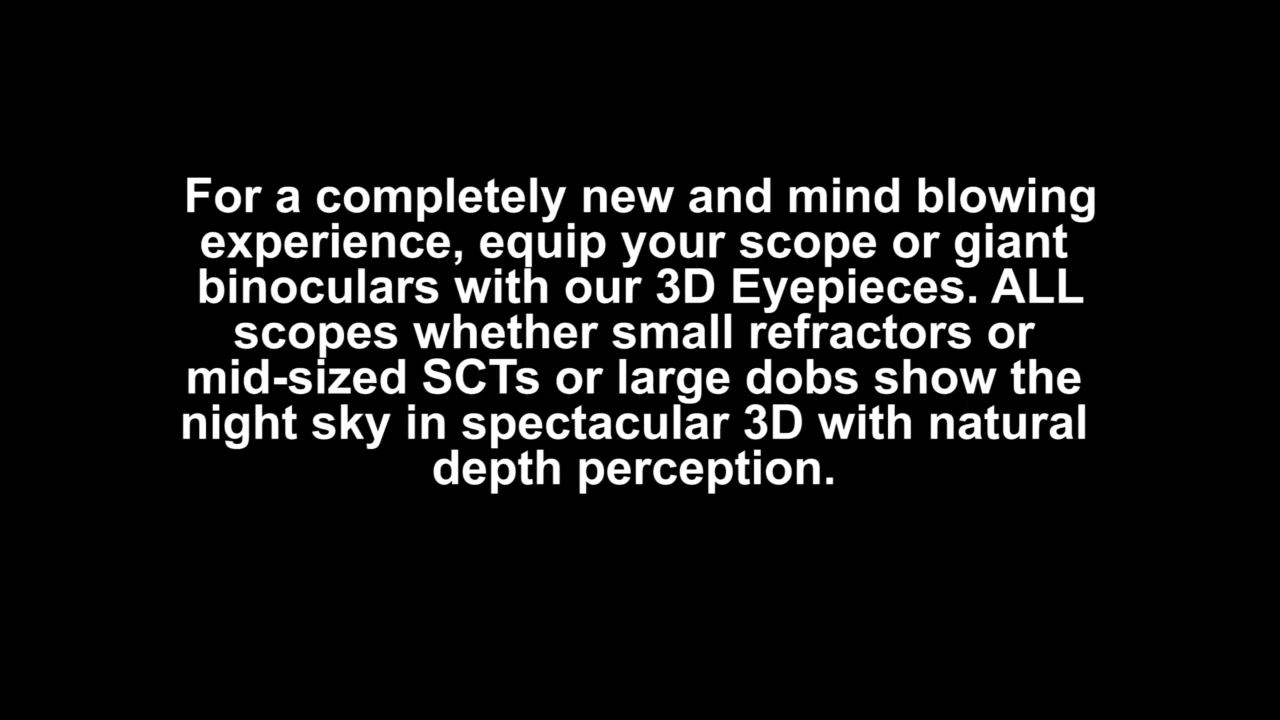 For a completely new and mind blowing
experience, equip your scope or giant
binoculars with our 3D Eyepieces. ALL
scopes whether small refractors or
mid-sized SCTs or large dobs show the
night sky in spectacular 3D with natural
depth perception.